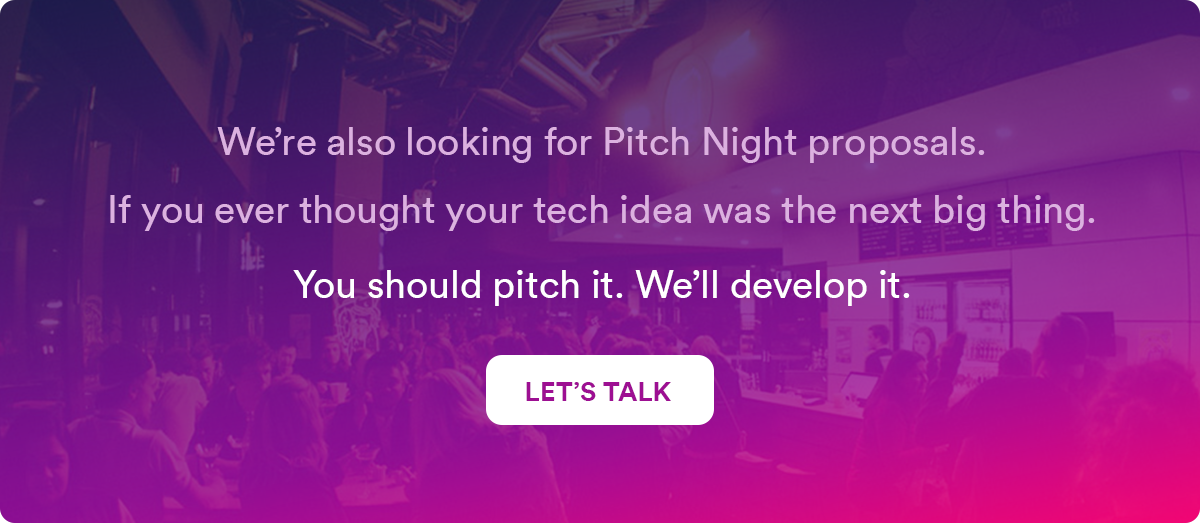 We’re also looking for Pitch Night proposals.
If you ever thought your tech idea was the next big thing.
You should pitch it. We’ll develop it.
LET’S TALK